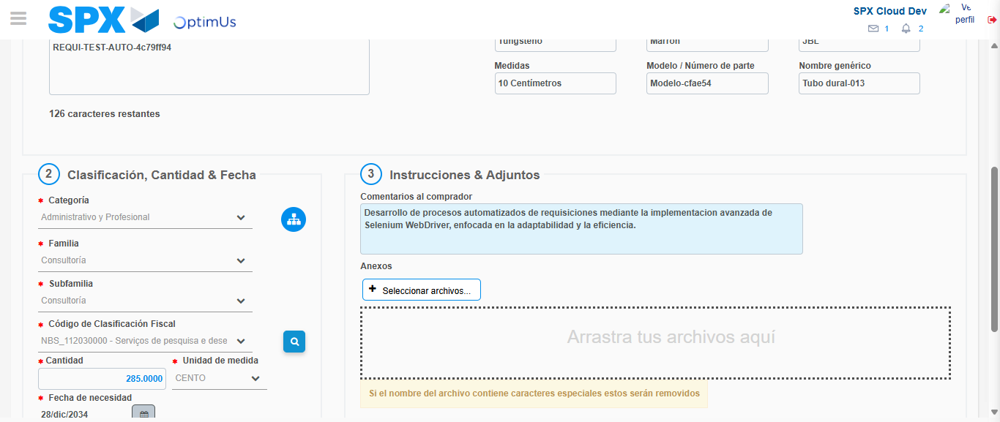 SPX
OptimUs
SPX Cloud Dev
1
2
Ve
perfil
REQUI-TEST-AUTO-4c79ff94
126 caracteres restantes
Tungsteno
Marrón
JBL
Medidas
Modelo / Número de parte
Nombre genérico
10 Centímetros
Modelo-cfae54
Tubo dural-013
2
Clasificación, Cantidad & Fecha
* Categoría
Administrativo y Profesional
* Familia
Consultoría
* Subfamilia
Consultoría
* Código de Clasificación Fiscal
NBS_112030000 - Serviços de pesquisa e dese
* Cantidad
* Unidad de medida
285.0000
CENTO
* Fecha de necesidad
28/dic/2034
3
Instrucciones & Adjuntos
Comentarios al comprador
Desarrollo de procesos automatizados de requisiciones mediante la implementacion avanzada de
Selenium WebDriver, enfocada en la adaptabilidad y la eficiencia.
Anexos
+ Seleccionar archivos...
Arrastra tus archivos aquí
Si el nombre del archivo contiene caracteres especiales estos serán removidos